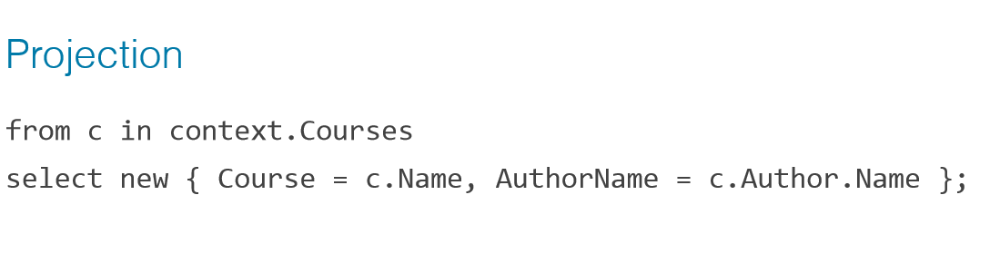 Projection
from c in context.Courses
select new { Course = c.Name, AuthorName = c.Author.Name };